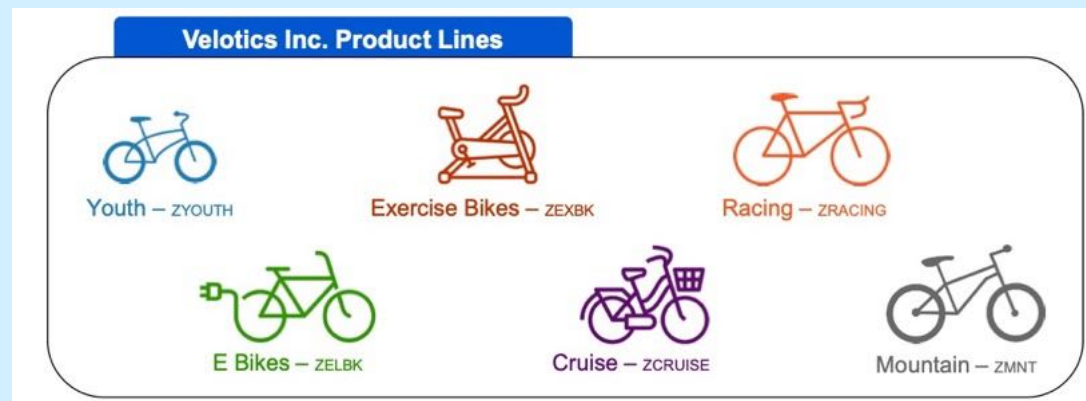 Velotics Inc. Product Lines
Youth – ZYOUTH
Exercise Bikes – ZEXBK
Racing – ZRACING
E Bikes – ZELBK
Cruise – ZCRUISE
Mountain – ZMNT